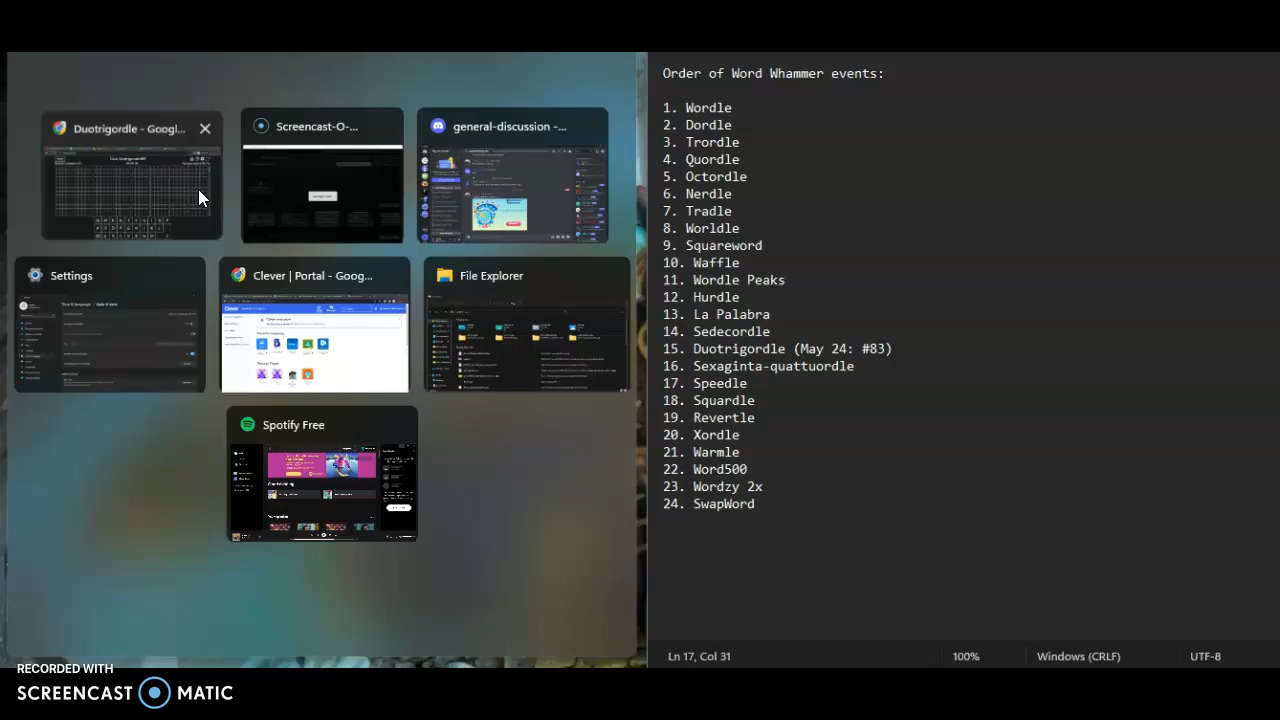 Duotrigordle - Googl...
Screencast-O-...
general-discussion -...
Settings
Clever | Portal - Goog...
File Explorer
Spotify Free
Order of Word Whammer events:
1. Wordle
2. Dordle
3. Trordle
4. Quordle
5. Octordle
6. Nerdle
7. Tradle
8. Worldle
9. Squareword
10. Waffle
11. Wordle Peaks
12. Hurdle
13. La Palabra
14. Sedecordle
15. Duotrigordle (May 24: #83)
16. Sexaginta-quattuordle
17. Speedle
18. Squardle
19. Revertle
20. Xordle
21. Warmle
22. Word500
23. Wordzy 2x
24. SwapWord
Ln 17, Col 31
100%
Windows (CRLF)
UTF-8
RECORDED WITH
SCREENCAST MATIC